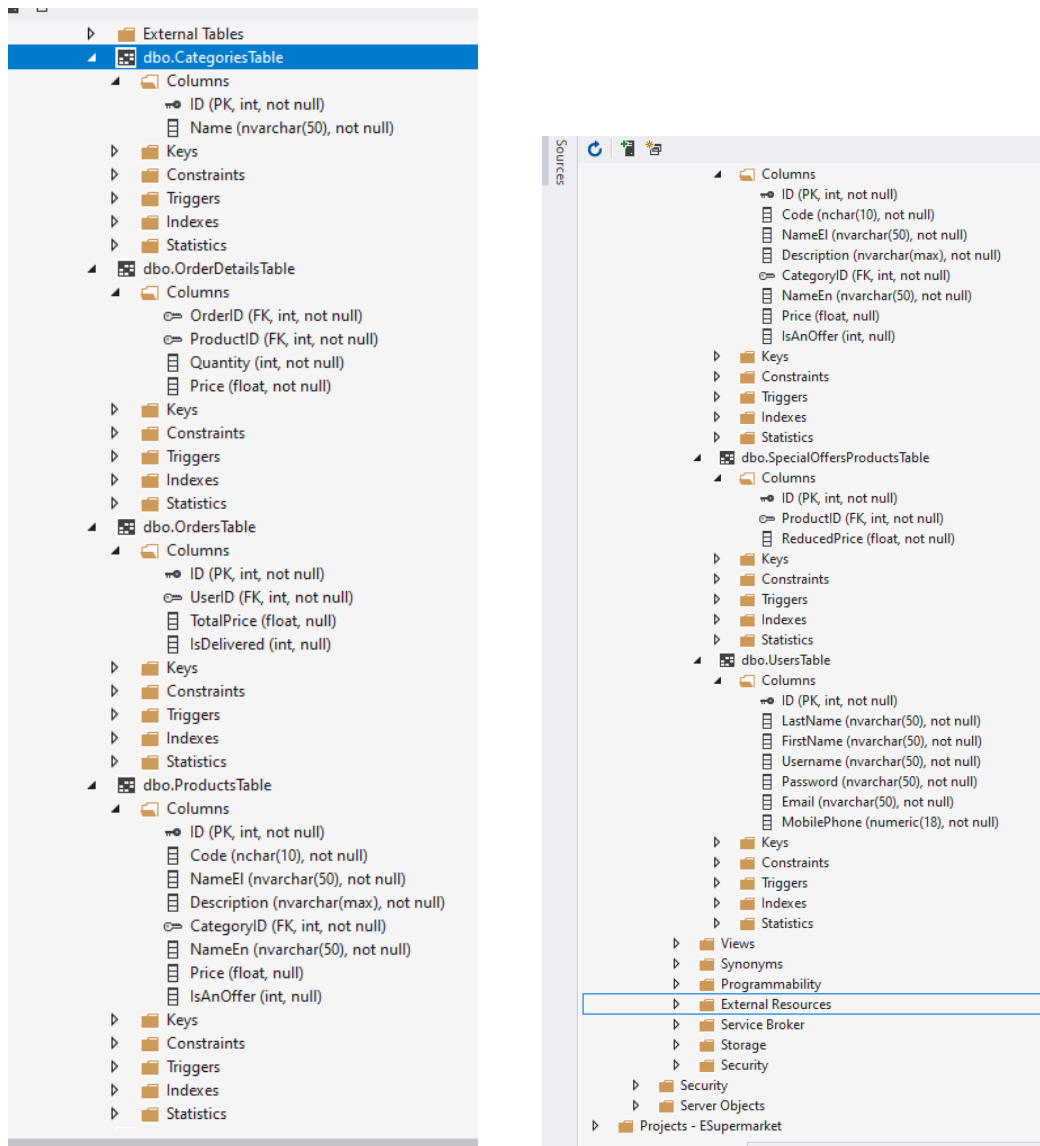 External Tables
dbo.CategoriesTable
Columns
ID (PK, int, not null)
Name (nvarchar(50), not null)
Keys
Constraints
Triggers
Indexes
Statistics
dbo.OrderDetailsTable
Columns
OrderID (FK, int, not null)
ProductID (FK, int, not null)
Quantity (int, not null)
Price (float, not null)
Keys
Constraints
Triggers
Indexes
Statistics
dbo.OrdersTable
Columns
ID (PK, int, not null)
UserID (FK, int, not null)
TotalPrice (float, null)
IsDelivered (int, null)
Keys
Constraints
Triggers
Indexes
Statistics
dbo.ProductsTable
Columns
ID (PK, int, not null)
Code (nchar(10), not null)
NameEl (nvarchar(50), not null)
Description (nvarchar(max), not null)
CategoryID (FK, int, not null)
NameEn (nvarchar(50), not null)
Price (float, null)
IsAnOffer (int, null)
Keys
Constraints
Triggers
Indexes
Statistics
Sources
Columns
ID (PK, int, not null)
Code (nchar(10), not null)
NameEl (nvarchar(50), not null)
Description (nvarchar(max), not null)
CategoryID (FK, int, not null)
NameEn (nvarchar(50), not null)
Price (float, null)
IsAnOffer (int, null)
Keys
Constraints
Triggers
Indexes
Statistics
dbo.SpecialOffersProductsTable
Columns
ID (PK, int, not null)
ProductID (FK, int, not null)
ReducedPrice (float, not null)
Keys
Constraints
Triggers
Indexes
Statistics
dbo.UsersTable
Columns
ID (PK, int, not null)
LastName (nvarchar(50), not null)
FirstName (nvarchar(50), not null)
Username (nvarchar(50), not null)
Password (nvarchar(50), not null)
Email (nvarchar(50), not null)
MobilePhone (numeric(18), not null)
Keys
Constraints
Triggers
Indexes
Statistics
Views
Synonyms
Programmability
External Resources
Service Broker
Storage
Security
Security
Server Objects
Projects - ESupermarket